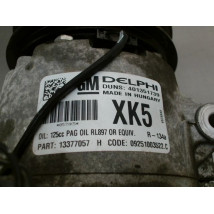 GM DELPHI
DUNS: 401351739
MADE IN HUNGARY
XK5
OIL: 125cc PAG OIL RL897 OR EQUIV. R-134a
PART: 13377057 H CODE: 09251003S22.C